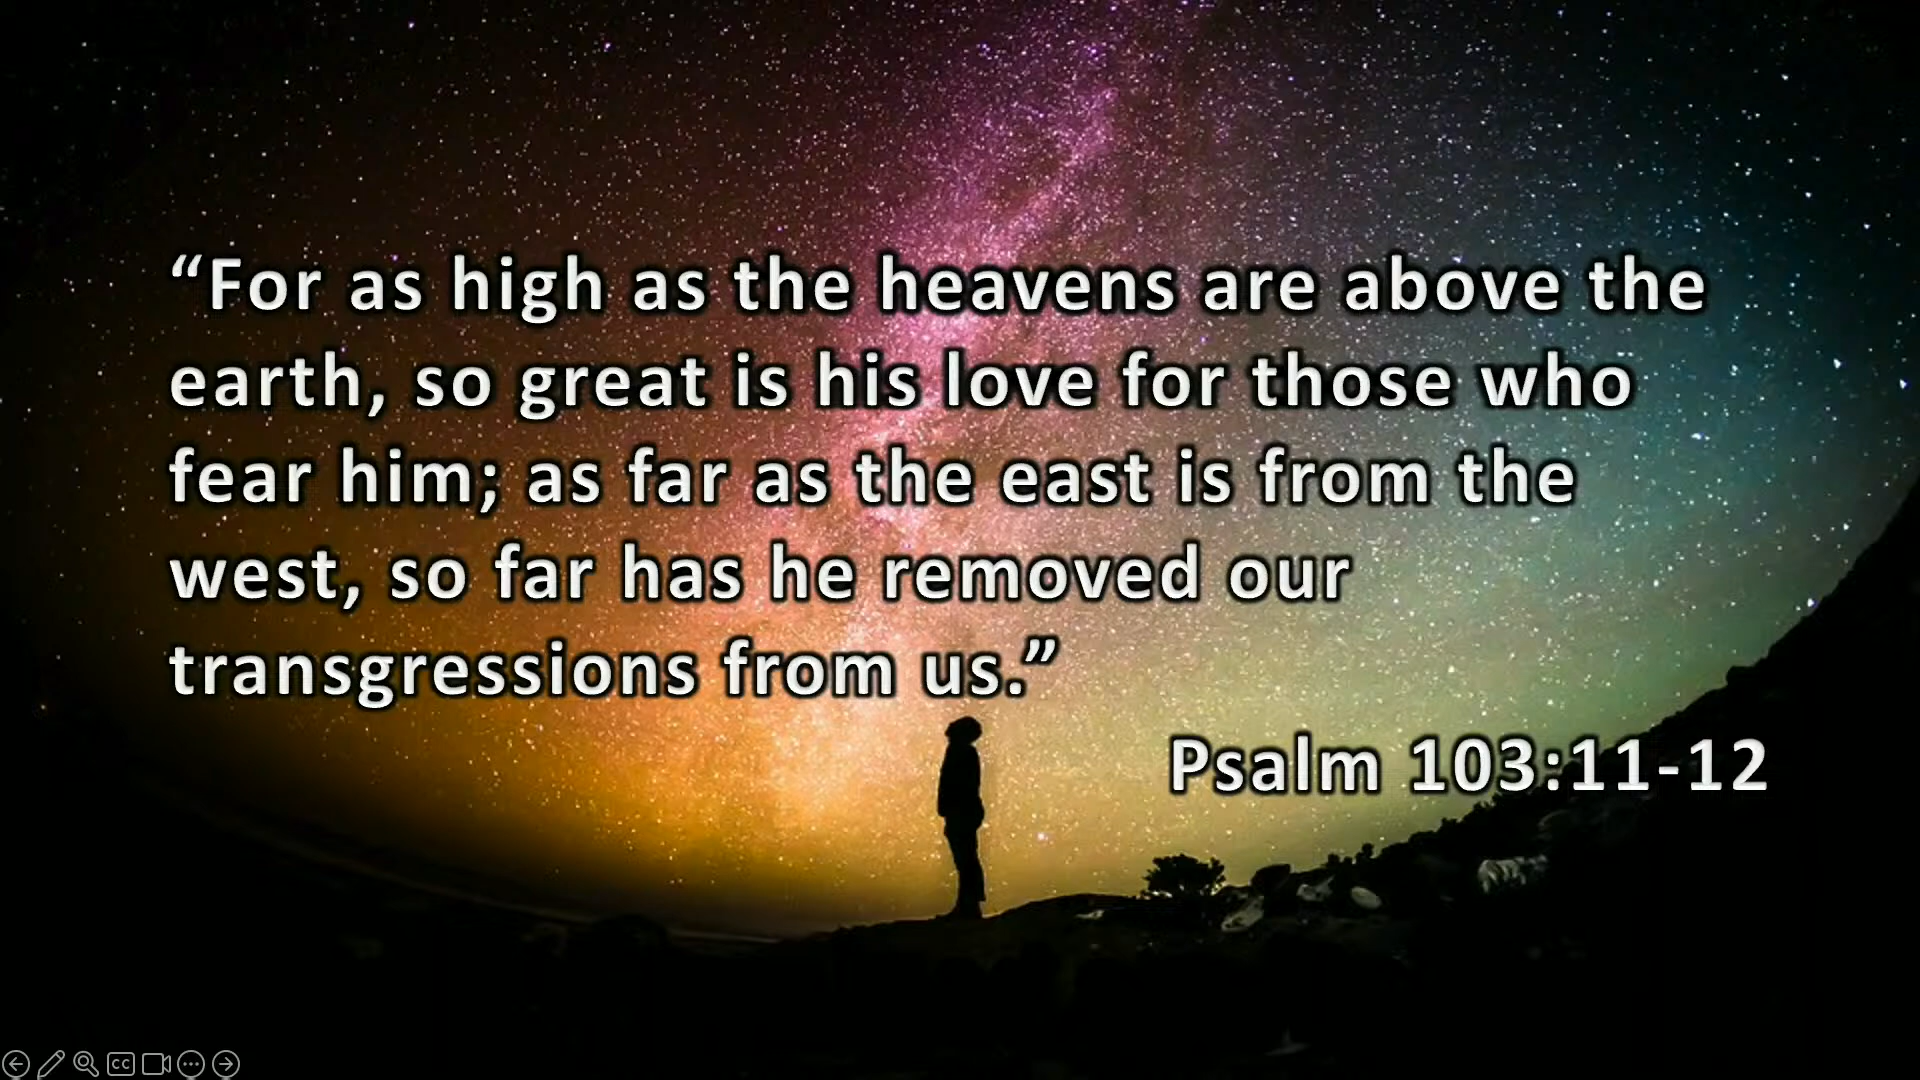 “For as high as the heavens are above the
earth, so great is his love for those who
fear him; as far as the east is from the
west, so far has he removed our
transgressions from us.”
Psalm 103:11-12
CC